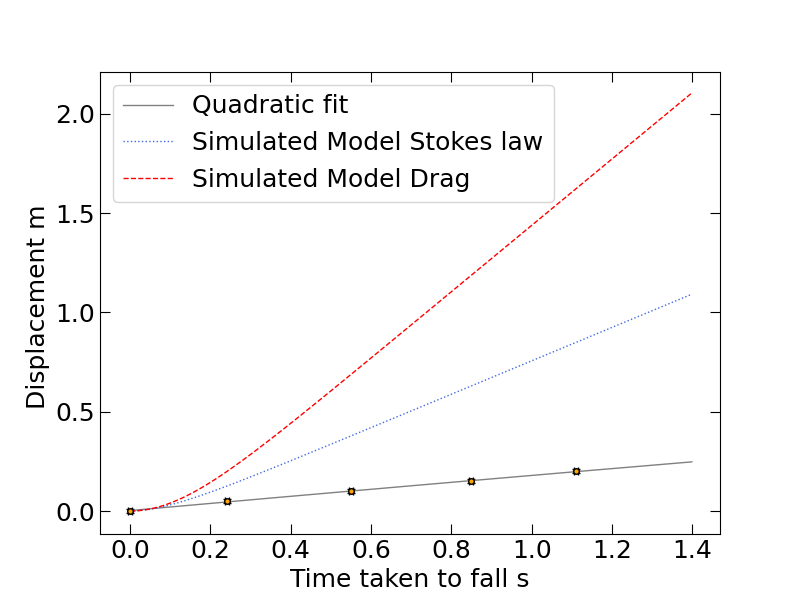 Quadratic fit
Simulated Model Stokes law
Simulated Model Drag
Displacement m
2.0
1.5
1.0
0.5
0.0
0.0 0.2 0.4 0.6 0.8 1.0 1.2 1.4
Time taken to fall s